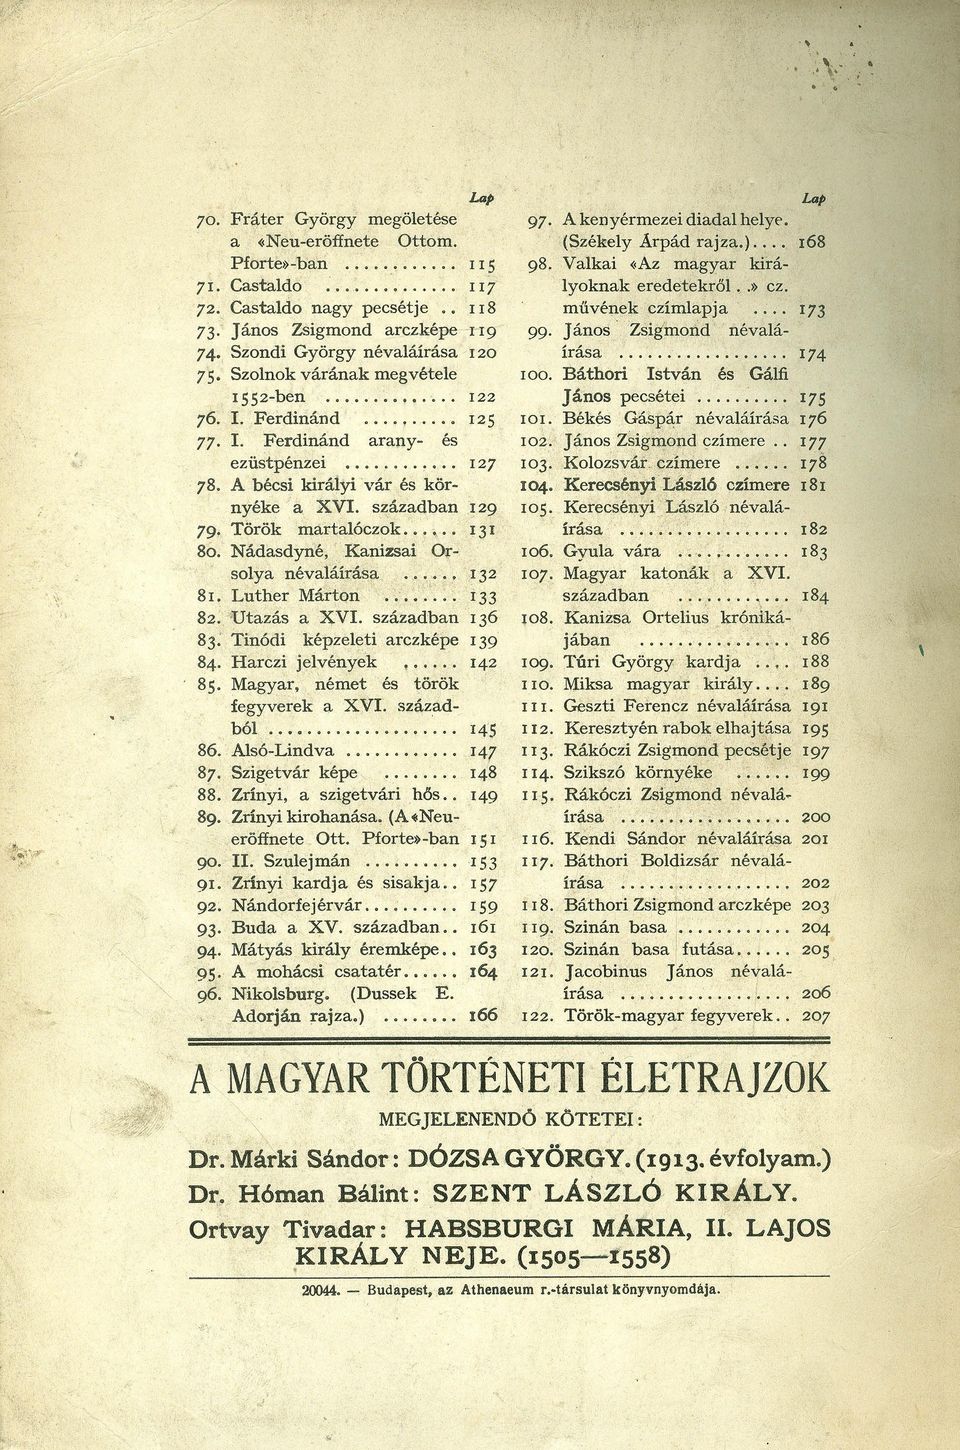 Lap
70. Fráter György megöletése
a «Neu-eröffnete Ottom.
Pforte»-ban ............ 115
71. Castaldo .............. 117
72. Castaldo nagy pecsétje .. 118
73. János Zsigmond arczképe 119
74. Szondi György névaláírása 120
75. Szolnok várának megvétele
1552-ben .............. 122
76. I. Ferdinánd .......... 125
77. I. Ferdinánd arany- és
ezüstpénzei ............ 127
78. A bécsi királyi vár és kör-
nyéke a XVI. században 129
79. Török martalóczok...... 131
80. Nádasdyné, Kanizsai Or-
solya névaláírása ...... 132
81. Luther Márton ........ 133
82. Utazás a XVI. században 136
83. Tinódi képzeleti arczképe 139
84. Harczi jelvények ...... 142
85. Magyar, német és török
fegyverek a XVI. század-
ból .................... 145
86. Alsó-Lindva ............ 147
87. Szigetvár képe ........ 148
88. Zrínyi, a szigetvári hős.. 149
89. Zrínyi kirohanása. (A «Neu-
eröffnete Ott. Pforte»-ban 151
90. II. Szulejmán .......... 153
91. Zrínyi kardja és sisakja.. 157
92. Nándorfejérvár.......... 159
93. Buda a XV. században.. 161
94. Mátyás király éremképe.. 163
95. A mohácsi csatatér...... 164
96. Nikolsburg. (Dussek E.
Adorján rajza.) ........ 166
Lap
97. A kenyérmezei diadal helye.
(Székely Árpád rajza.).... 168
98. Valkai «Az magyar kirá-
lyoknak eredetekről..» cz.
művének czímlapja .... 173
99. János Zsigmond névalá-
írása .................. 174
100. Báthori István és Gálfi
János pecsétei .......... 175
101. Békés Gáspár névaláírása 176
102. János Zsigmond czímere .. 177
103. Kolozsvár czímere ...... 178
104. Kerecsényi László czímere 181
105. Kerecsényi László névalá-
írása .................. 182
106. Gyula vára ............ 183
107. Magyar katonák a XVI.
században ............ 184
108. Kanizsa Ortelius króniká-
jában ................ 186
109. Túri György kardja .... 188
110. Miksa magyar király.... 189
111. Geszti Ferencz névaláírása 191
112. Keresztyén rabok elhajtása 195
113. Rákóczi Zsigmond pecsétje 197
114. Szikszó környéke ...... 199
115. Rákóczi Zsigmond névalá-
írása .................. 200
116. Kendi Sándor névaláírása 201
117. Báthori Boldizsár névalá-
írása .................. 202
118. Báthori Zsigmond arczképe 203
119. Szinán basa ............ 204
120. Szinán basa futása...... 205
121. Jacobinus János névalá-
írása .................. 206
122. Török-magyar fegyverek.. 207
A MAGYAR TÖRTÉNETI ÉLETRAJZOK
MEGJELENENDŐ KÖTETEI:
Dr. Márki Sándor: DÓZSA GYÖRGY. (1913. évfolyam.)
Dr. Hóman Bálint: SZENT LÁSZLÓ KIRÁLY.
Ortvay Tivadar: HABSBURGI MÁRIA, II. LAJOS
KIRÁLY NEJE. (1505—1558)
20044. — Budapest, az Athenaeum r.-társulat könyvnyomdája.